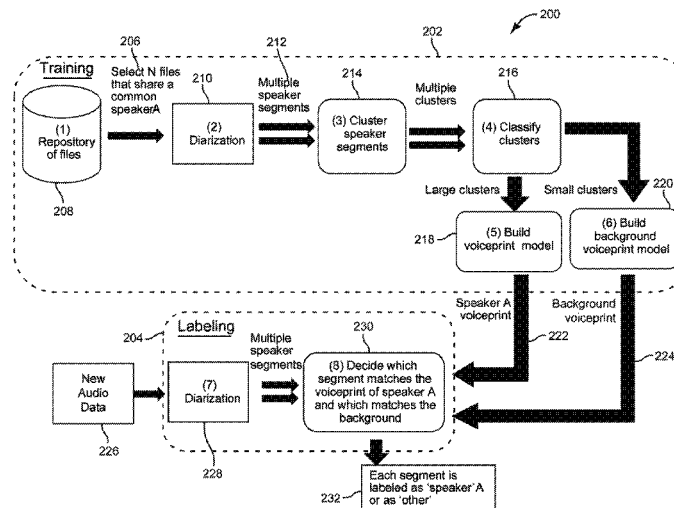 200
202
Training
206
Select N files
that share a
common
speakerA
210
212
Multiple
speaker
segments
214
Multiple
clusters
216
(1)
Repository
of files
208
(2)
Diarization
(3) Cluster
speaker
segments
(4) Classify
clusters
Large clusters
Small clusters
220
218
(5) Build
voiceprint
model
(6) Build
background
voiceprint
model
Speaker A
voiceprint
Background
voiceprint
222
224
204
Labeling
Multiple
speaker
segments
230
New
Audio
Data
226
(7)
Diarization
228
(8) Decide which
segment matches the
voiceprint of speaker A
and which matches the
background
232
Each segment is
labeled as 'speaker' A
or as 'other'